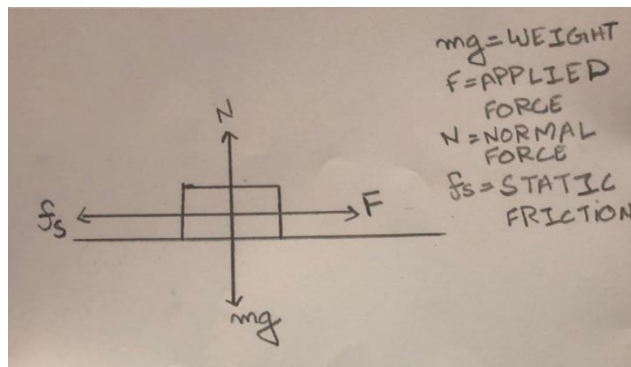 mg=WEIGHT
F=APPLIED
FORCE
N=NORMAL
FORCE
fs=STATIC
FRICTION
N
fs
F
mg